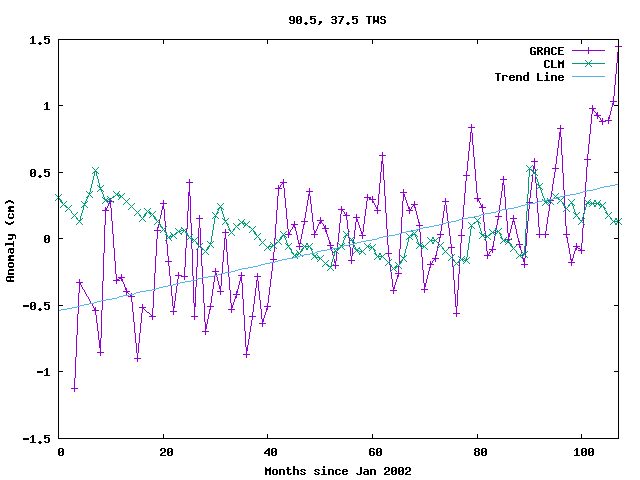 90.5, 37.5 TWS
GRACE
CLM
Trend Line
1.5
1
0.5
0
-0.5
-1
-1.5
Anomaly (cm)
0 20 40 60 80 100
Months since Jan 2002